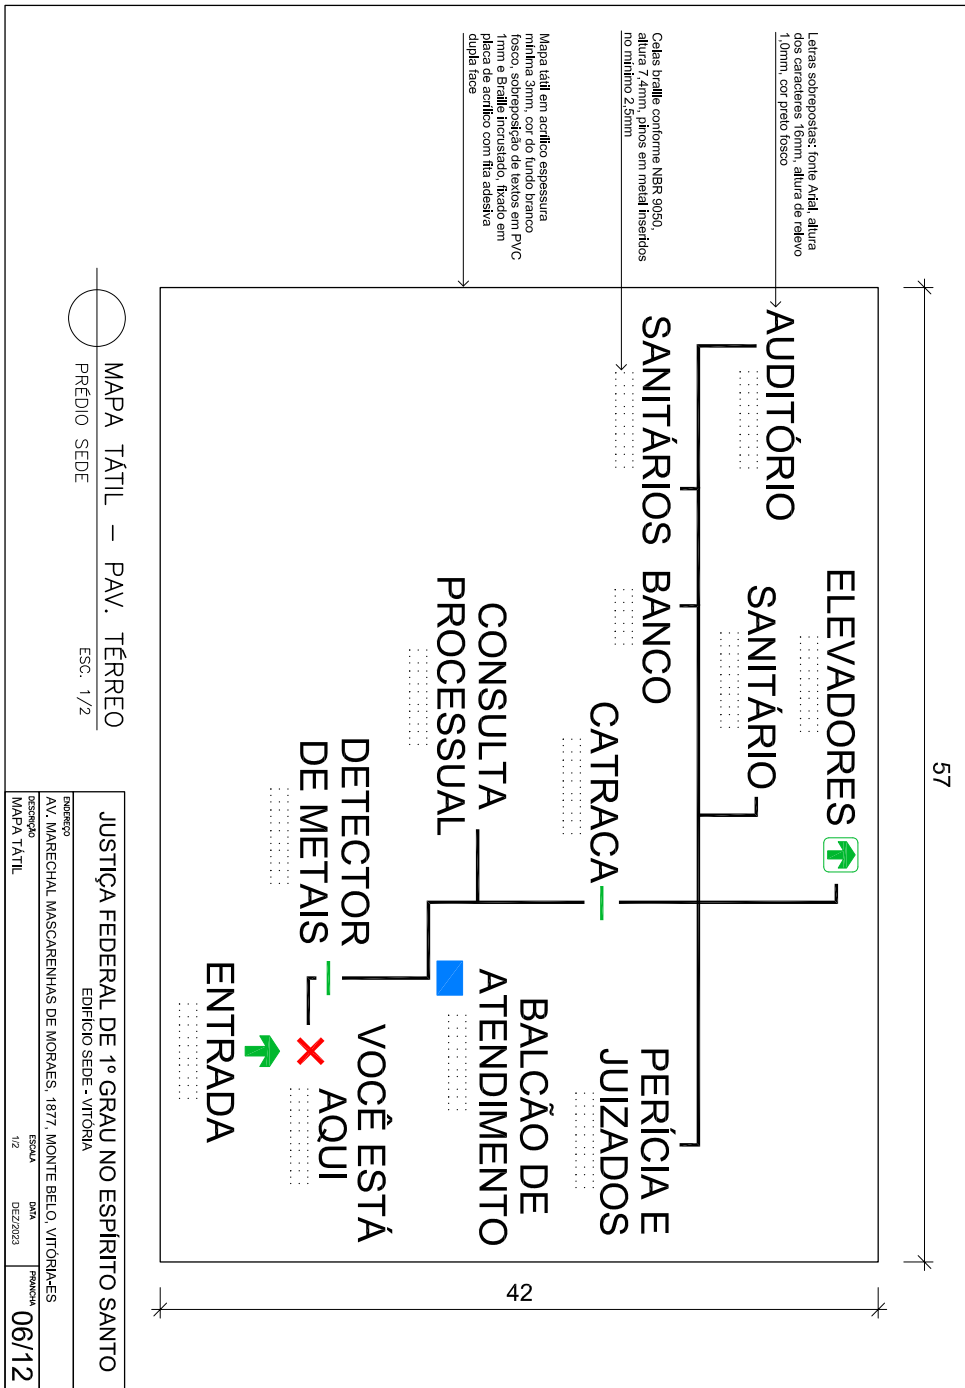 Letras sobrepostas: fonte Arial, altura
dos caracteres 16mm, altura de relevo
1,0mm, cor preto fosco
Celas braille conforme NBR 9050,
altura 7,4mm, pinos em metal inseridos
no mínimo 2,5mm
Mapa tátil em acrílico espessura
mínima 3mm, cor do fundo branco
fosco, sobreposição de textos em PVC
1mm e Braille incrustado, fixado em
placa de acrílico com fita adesiva
dupla face
57
42
ELEVADORES
AUDITÓRIO
SANITÁRIO
SANITÁRIOS
BANCO
PERÍCIA E
JUIZADOS
CATRACA
CONSULTA
PROCESSUAL
BALCÃO DE
ATENDIMENTO
DETECTOR
DE METAIS
VOCÊ ESTÁ
AQUI
ENTRADA
MAPA TÁTIL - PAV. TÉRREO
PRÉDIO SEDE
ESC. 1/2
JUSTIÇA FEDERAL DE 1º GRAU NO ESPÍRITO SANTO
EDIFÍCIO SEDE - VITÓRIA
ENDEREÇO
AV. MARECHAL MASCARENHAS DE MORAES, 1877, MONTE BELO, VITÓRIA-ES
DESCRIÇÃO
MAPA TÁTIL
ESCALA
1/2
DATA
DEZ/2023
PRANCHA
06/12